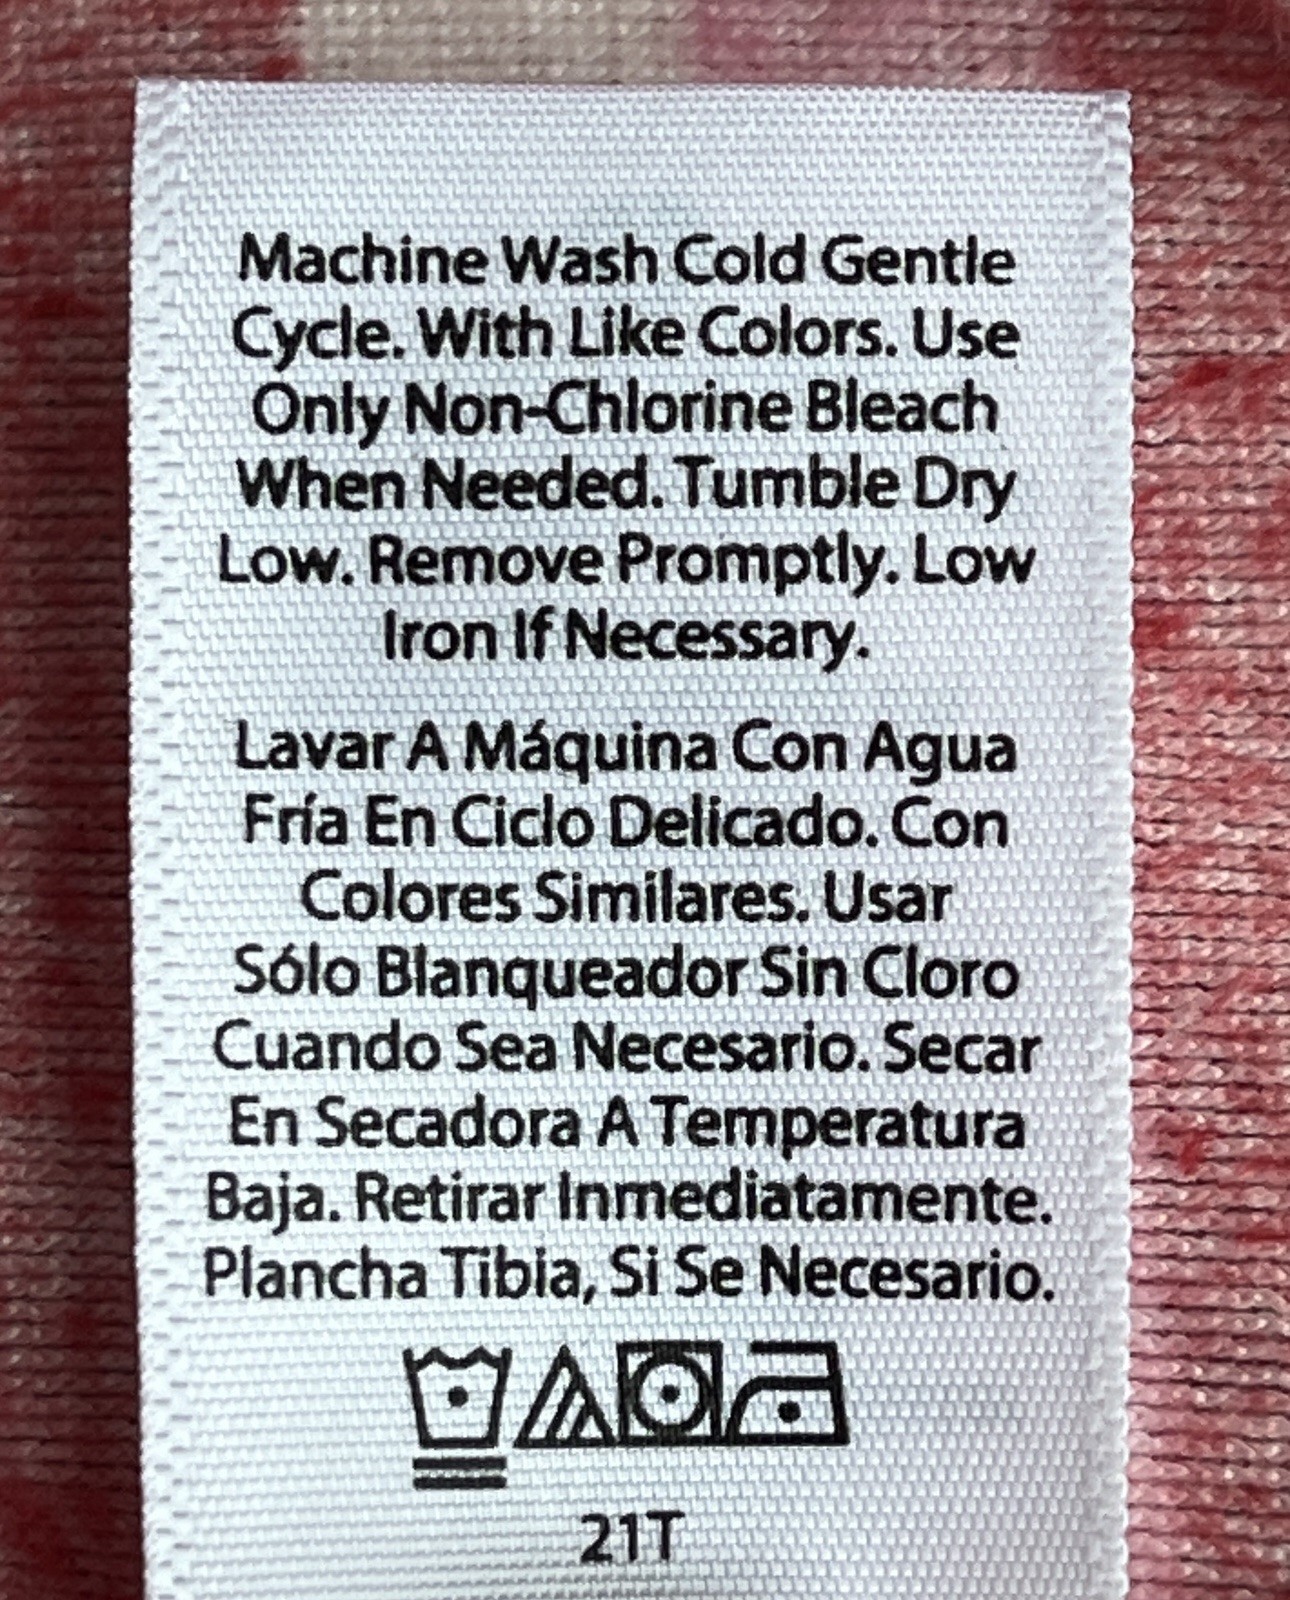 Machine Wash Cold Gentle
Cycle. With Like Colors. Use
Only Non-Chlorine Bleach
When Needed. Tumble Dry
Low. Remove Promptly. Low
Iron If Necessary.
Lavar A Máquina Con Agua
Fría En Ciclo Delicado. Con
Colores Similares. Usar
Sólo Blanqueador Sin Cloro
Cuando Sea Necesario. Secar
En Secadora A Temperatura
Baja. Retirar Inmediatamente.
Plancha Tibia, Si Se Necesario.
21T